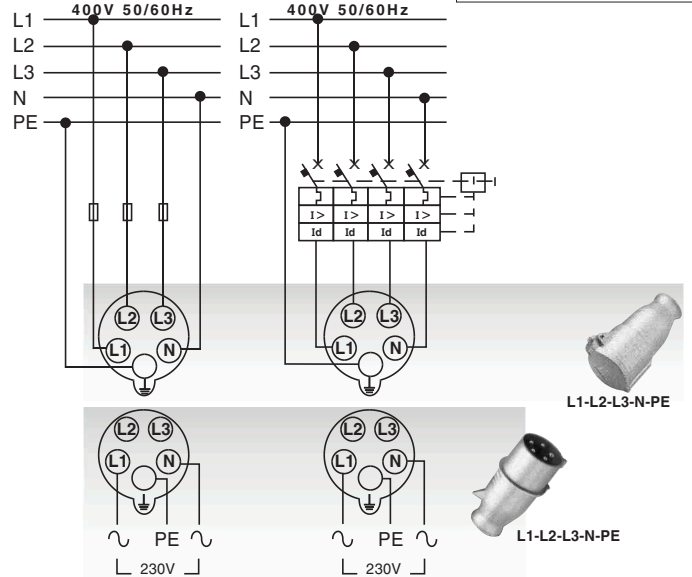 400V 50/60Hz 400V 50/60Hz
L1 L1
L2 L2
L3 L3
N N
PE PE
I> I> I> I>
Id Id Id Id
L2 L3 L2 L3
L1 N L1 N
L1-L2-L3-N-PE
L2 L3 L2 L3
L1 N L1 N
L1-L2-L3-N-PE
PE PE
230V 230V